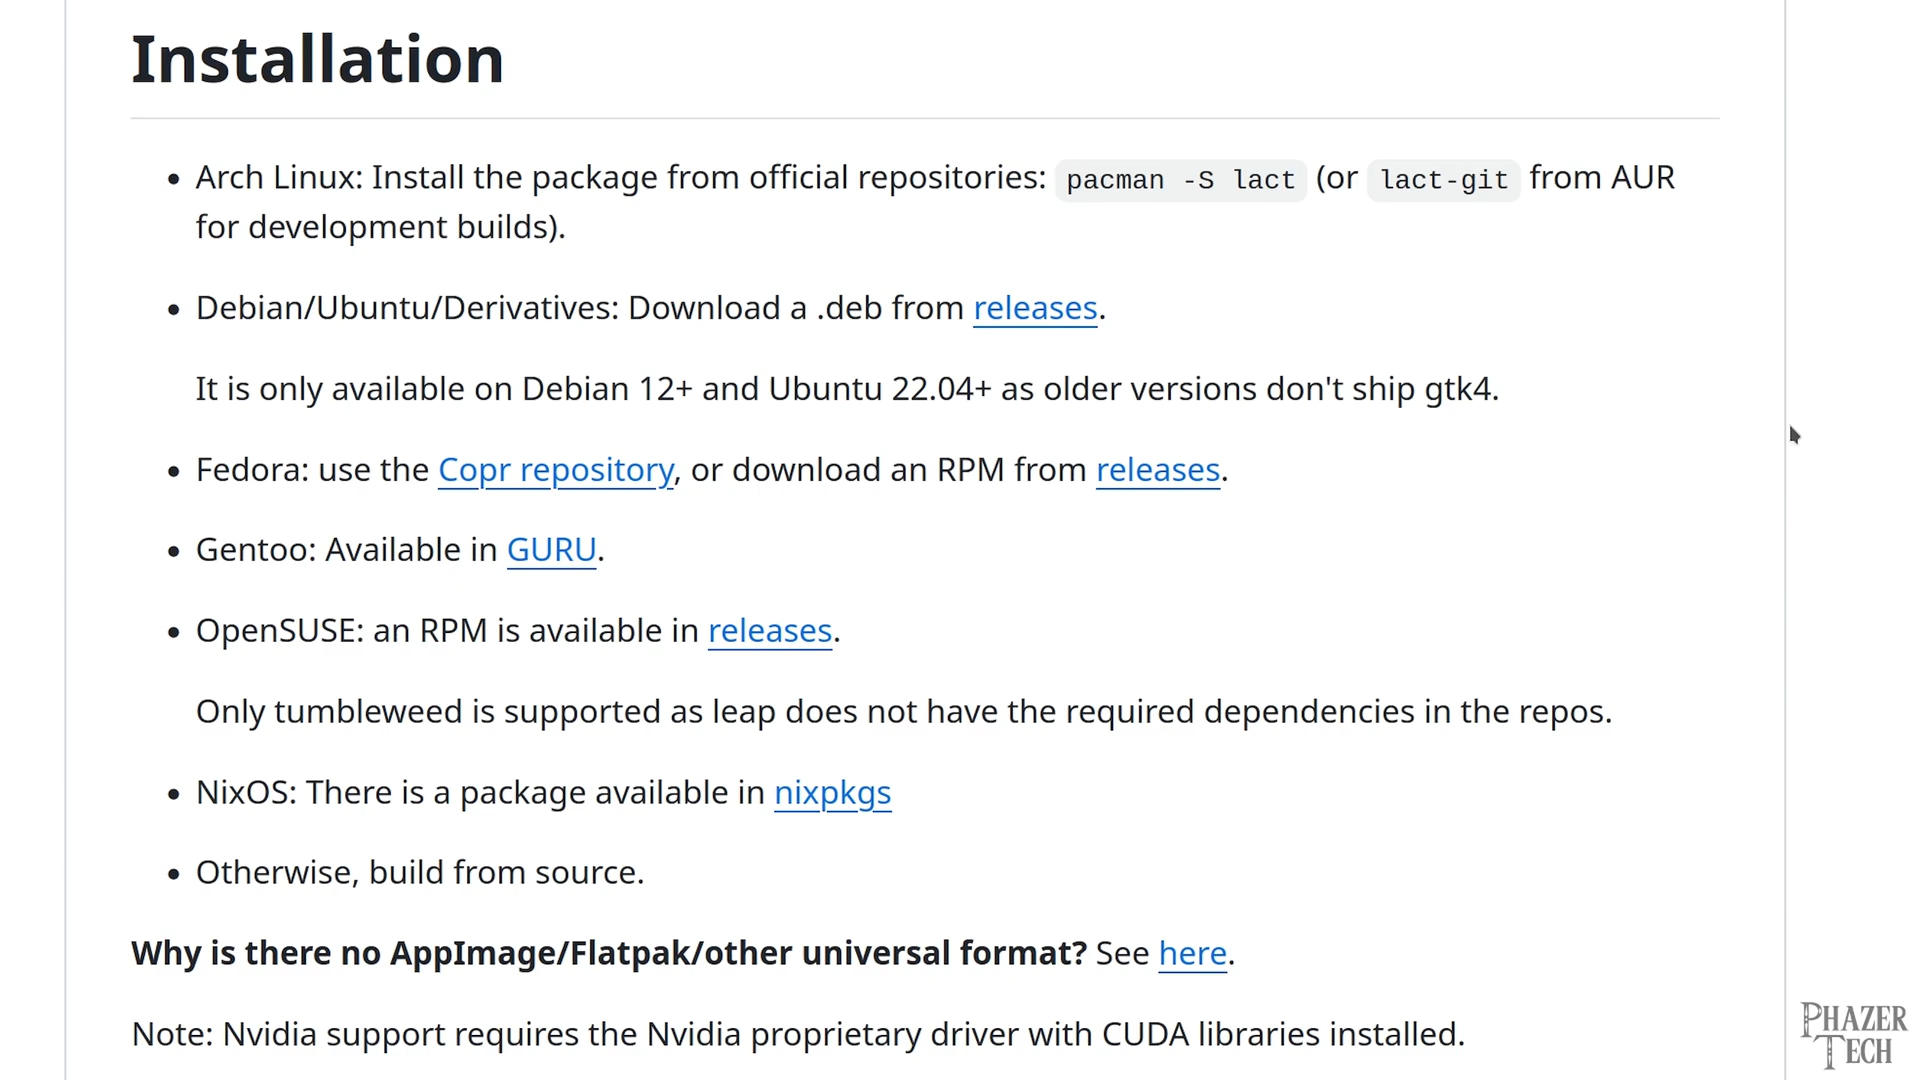 Installation
• Arch Linux: Install the package from official repositories: pacman -S lact (or lact-git from AUR
for development builds).
• Debian/Ubuntu/Derivatives: Download a .deb from releases.
It is only available on Debian 12+ and Ubuntu 22.04+ as older versions don't ship gtk4.
• Fedora: use the Copr repository, or download an RPM from releases.
• Gentoo: Available in GURU.
• OpenSUSE: an RPM is available in releases.
Only tumbleweed is supported as leap does not have the required dependencies in the repos.
• NixOS: There is a package available in nixpkgs
• Otherwise, build from source.
Why is there no AppImage/Flatpak/other universal format? See here.
Note: Nvidia support requires the Nvidia proprietary driver with CUDA libraries installed.
PHAZER
TECH